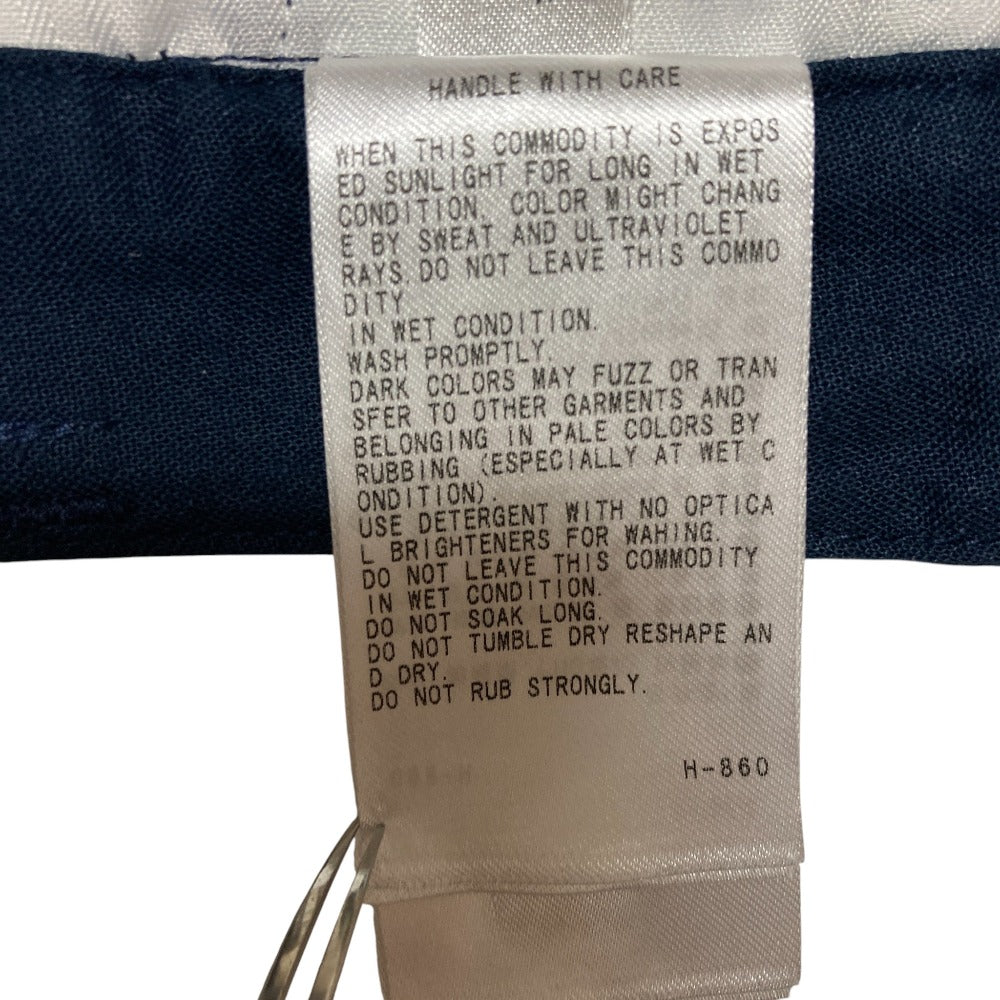 HANDLE WITH CARE
WHEN THIS COMMODITY IS EXPOS
ED SUNLIGHT FOR LONG IN WET
CONDITION. COLOR MIGHT CHANG
E BY SWEAT AND ULTRAVIOLET
RAYS. DO NOT LEAVE THIS COMMO
DITY
IN WET CONDITION.
WASH PROMPTLY.
DARK COLORS MAY FUZZ OR TRAN
SFER TO OTHER GARMENTS AND
BELONGING IN PALE COLORS BY
RUBBING (ESPECIALLY AT WET C
ONDITION).
USE DETERGENT WITH NO OPTICA
L BRIGHTENERS FOR WAHING.
DO NOT LEAVE THIS COMMODITY
IN WET CONDITION.
DO NOT SOAK LONG.
DO NOT TUMBLE DRY RESHAPE AN
D DRY.
DO NOT RUB STRONGLY.
H-860